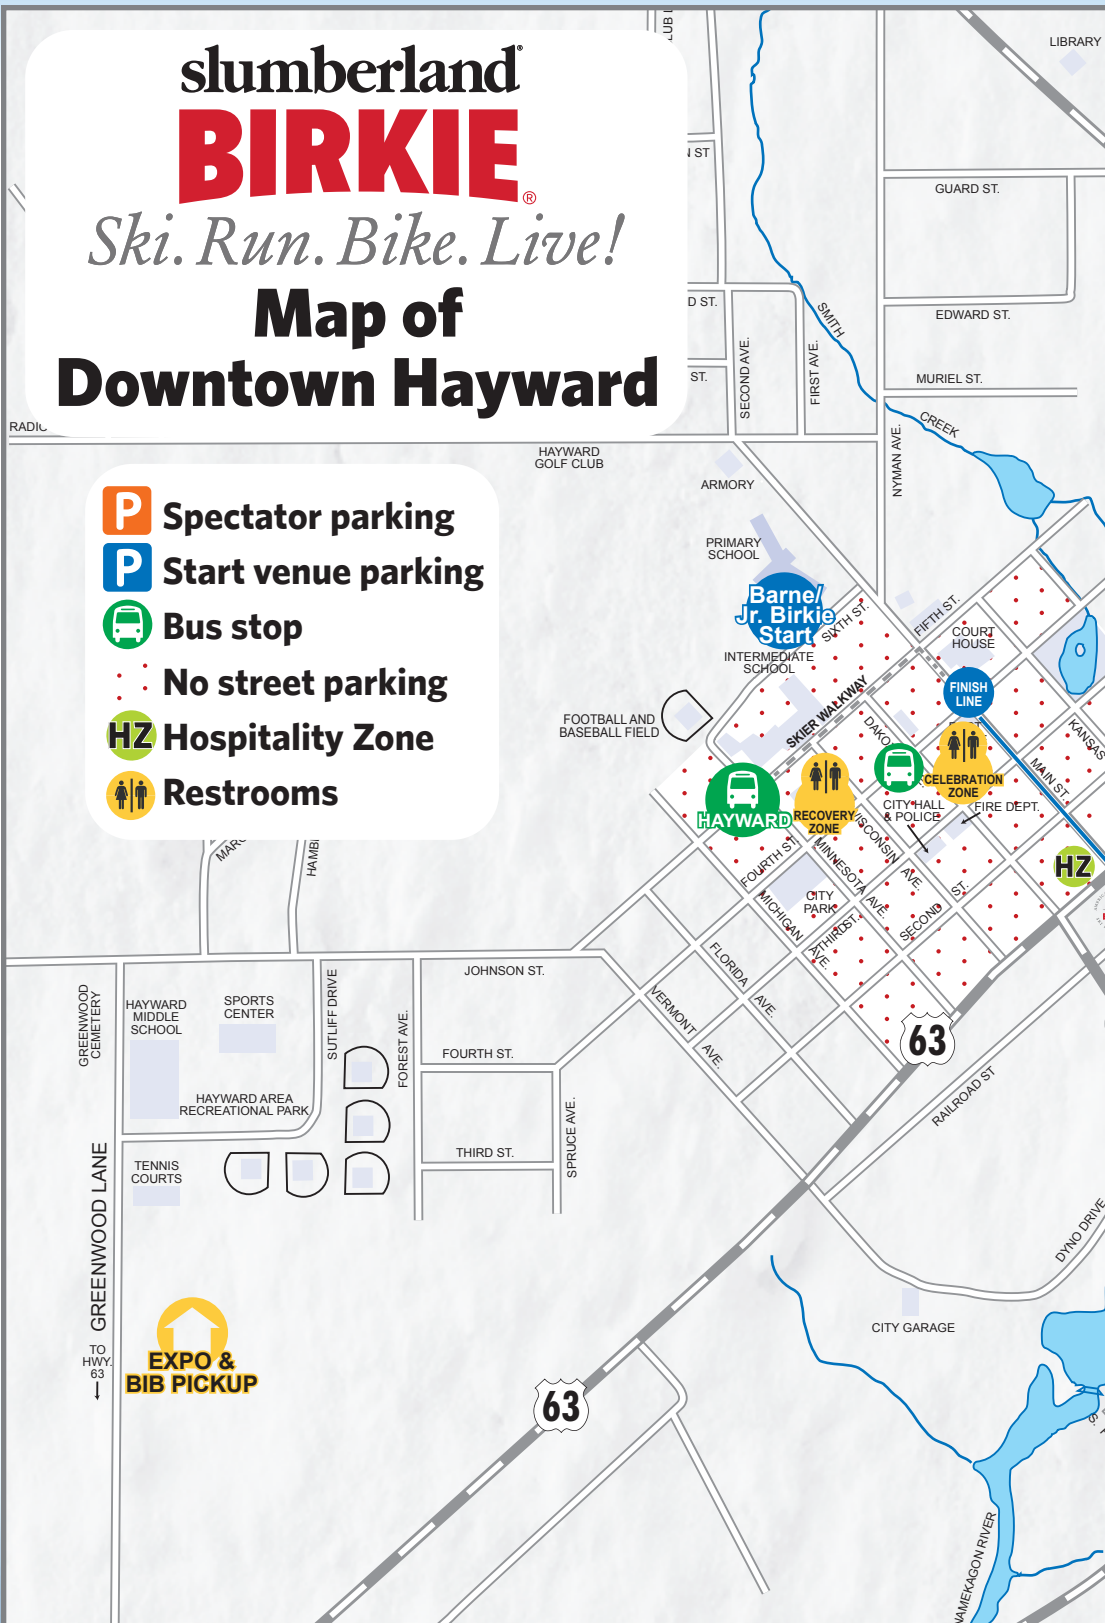 slumberland®
BIRKIE®
Ski. Run. Bike. Live!
Map of
Downtown Hayward
P Spectator parking
P Start venue parking
Bus stop
No street parking
HZ Hospitality Zone
Restrooms
LIBRARY
GUARD ST.
EDWARD ST.
MURIEL ST.
SMITH
CREEK
SECOND AVE.
FIRST AVE.
NYMAN AVE.
ST
ST.
ST.
HAYWARD
GOLF CLUB
ARMORY
PRIMARY
SCHOOL
Barne/
Jr. Birkie
Start
SIXTH ST.
FIFTH ST.
COURT
HOUSE
INTERMEDIATE
SCHOOL
SKIER WALKWAY
FINISH
LINE
FOOTBALL AND
BASEBALL FIELD
KANSAS
MAIN ST.
CELEBRATION
ZONE
HAYWARD
RECOVERY
ZONE
CITY HALL
& POLICE
FIRE DEPT.
HZ
FOURTH ST.
MINNESOTA AVE.
WISCONSIN AVE.
SECOND ST.
CITY
PARK
THIRD ST.
MICHIGAN AVE.
FLORIDA AVE.
VERMONT AVE.
63
RAILROAD ST
JOHNSON ST.
GREENWOOD
CEMETERY
HAYWARD
MIDDLE
SCHOOL
SPORTS
CENTER
SUTLIFF DRIVE
FOREST AVE.
FOURTH ST.
HAYWARD AREA
RECREATIONAL PARK
SPRUCE AVE.
THIRD ST.
TENNIS
COURTS
GREENWOOD LANE
TO
HWY.
63
EXPO &
BIB PICKUP
DYNO DRIVE
CITY GARAGE
63
NAMEKAGON RIVER